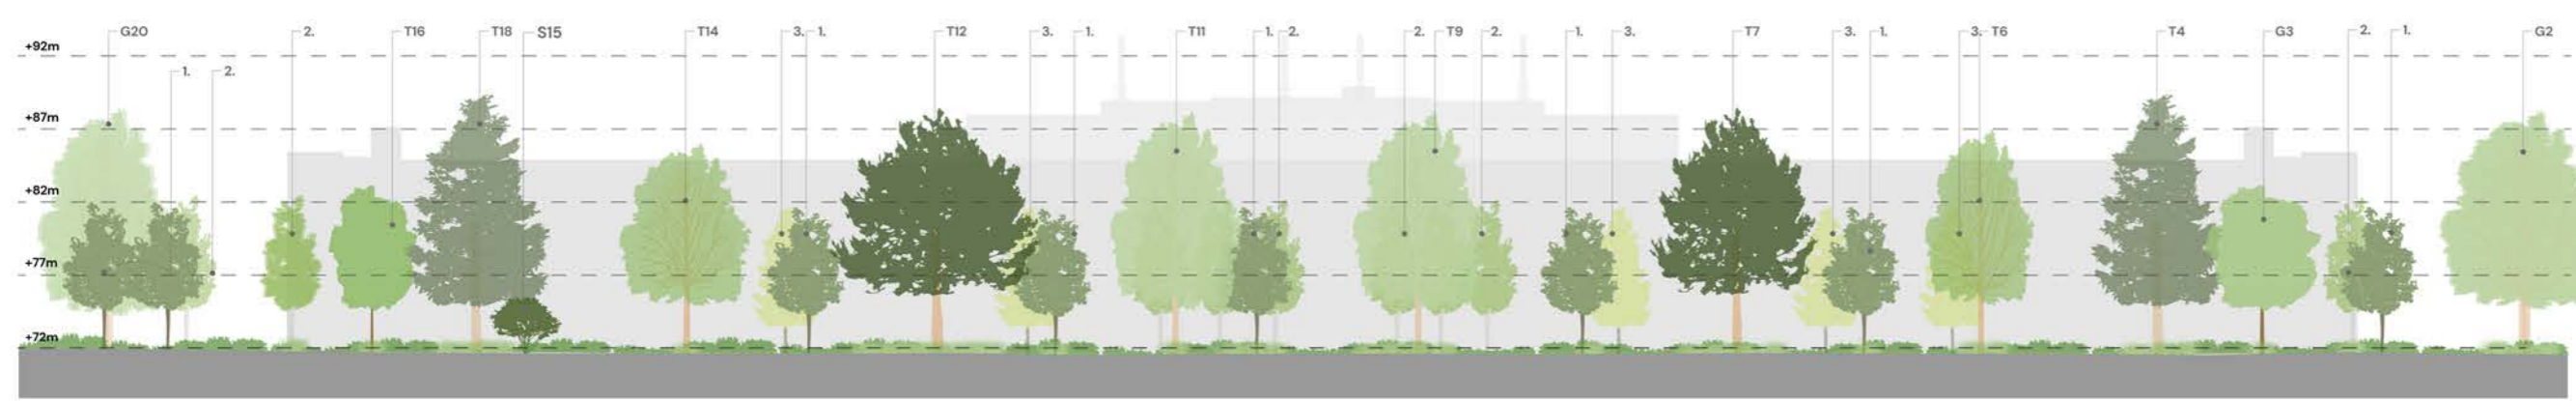 G20 2. T16 T18 S15 T14 3. 1. T12 3. 1. T11 1. 2. 2. T9 2. 1. 3. T7 3. 1. 3. T6 T4 G3 2. 1. G2
+92m
1. 2.
+87m
+82m
+77m
+72m